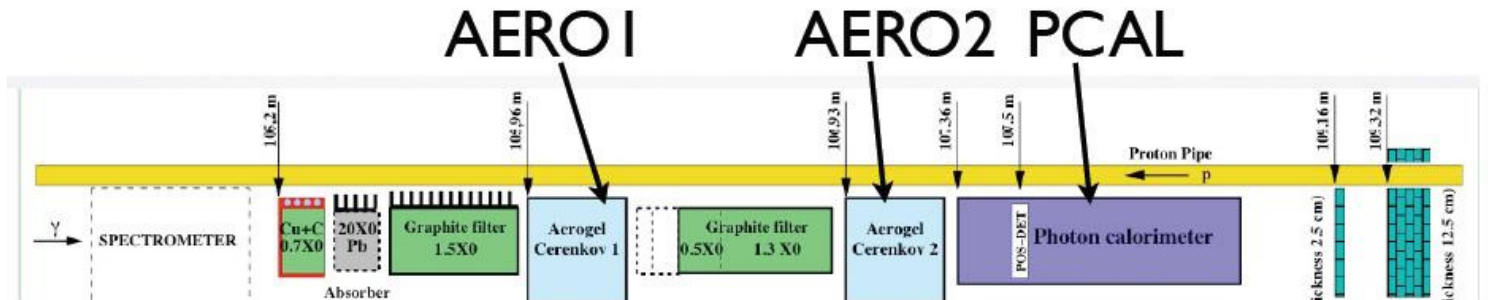 AERO1 AERO2 PCAL
105.2 m
105.96 m
106.93 m
107.36 m
107.5 m
109.16 m
109.32 m
Proton Pipe
p
γ
SPECTROMETER
Cu+C
0.7X0
20X0
Pb
Absorber
Graphite filter
1.5X0
Aerogel
Cerenkov 1
Graphite filter
0.5X0 1.3 X0
Aerogel
Cerenkov 2
POS-DET
Photon calorimeter
ickness 2.5 cm)
ickness 12.5 cm)